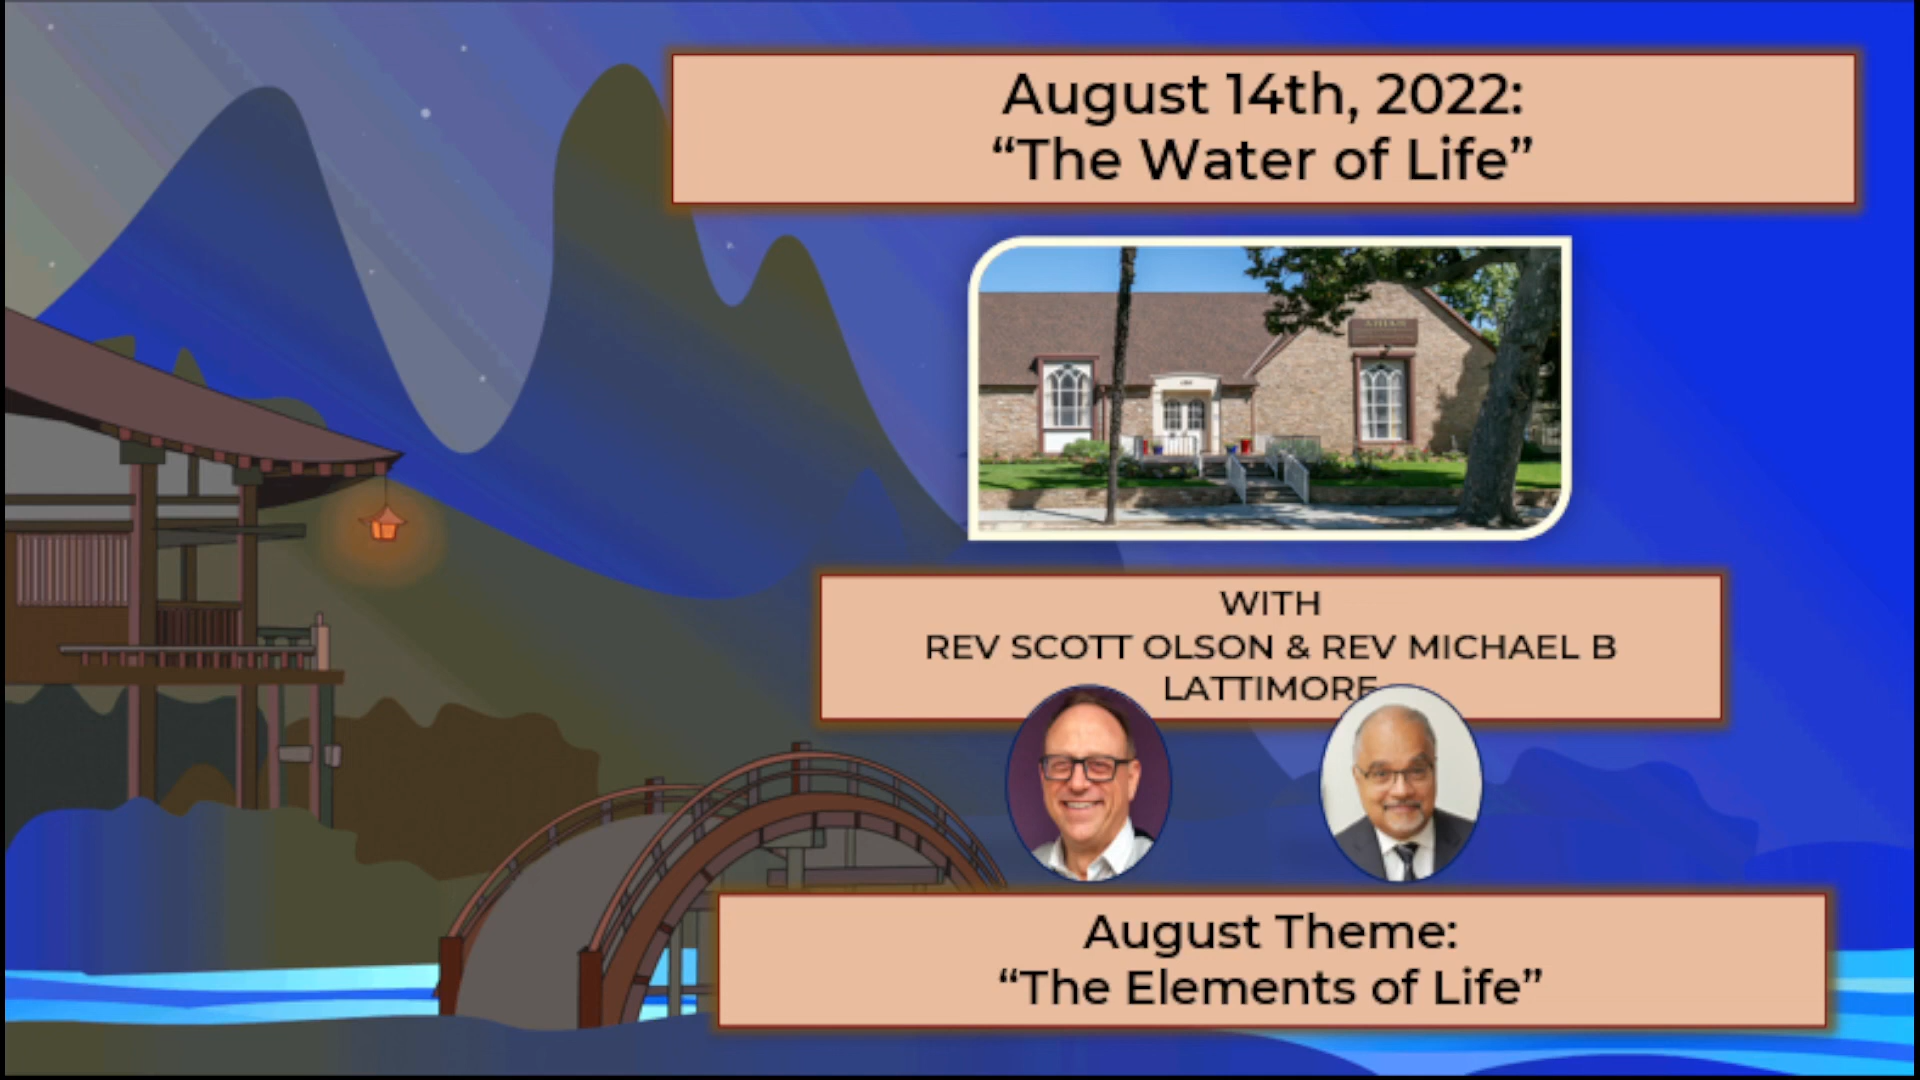 August 14th, 2022:
“The Water of Life”
WITH
REV SCOTT OLSON & REV MICHAEL B
LATTIMORE
August Theme:
“The Elements of Life”